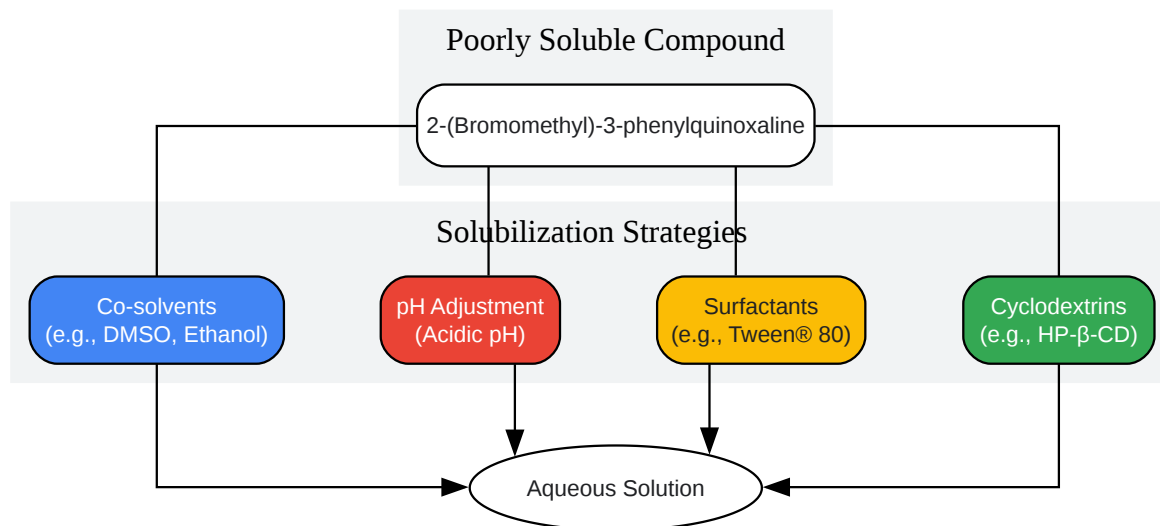 Poorly Soluble Compound
2-(Bromomethyl)-3-phenylquinoxaline
Solubilization Strategies
Co-solvents
(e.g., DMSO, Ethanol)
pH Adjustment
(Acidic pH)
Surfactants
(e.g., Tween® 80)
Cyclodextrins
(e.g., HP-β-CD)
Aqueous Solution